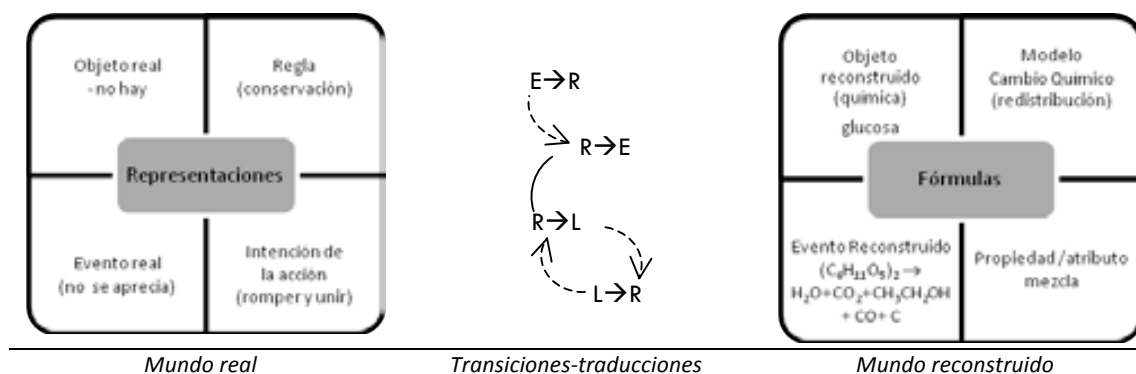 Objeto real
- no hay
Regla
(conservación)
Representaciones
Evento real
(no se aprecia)
Intención de
la acción
(romper y unir)
E→R
R→E
R→L
L→R
Objeto
reconstruido
(química)
glucosa
Modelo
Cambio Químico
(redistribución)
Fórmulas
Evento Reconstruido
(C₆H₁₁O₅)₂ →
H₂O+CO₂+CH₃CH₂OH
+ CO+ C
Propiedad/atributo
mezcla
Mundo real
Transiciones-traducciones
Mundo reconstruido